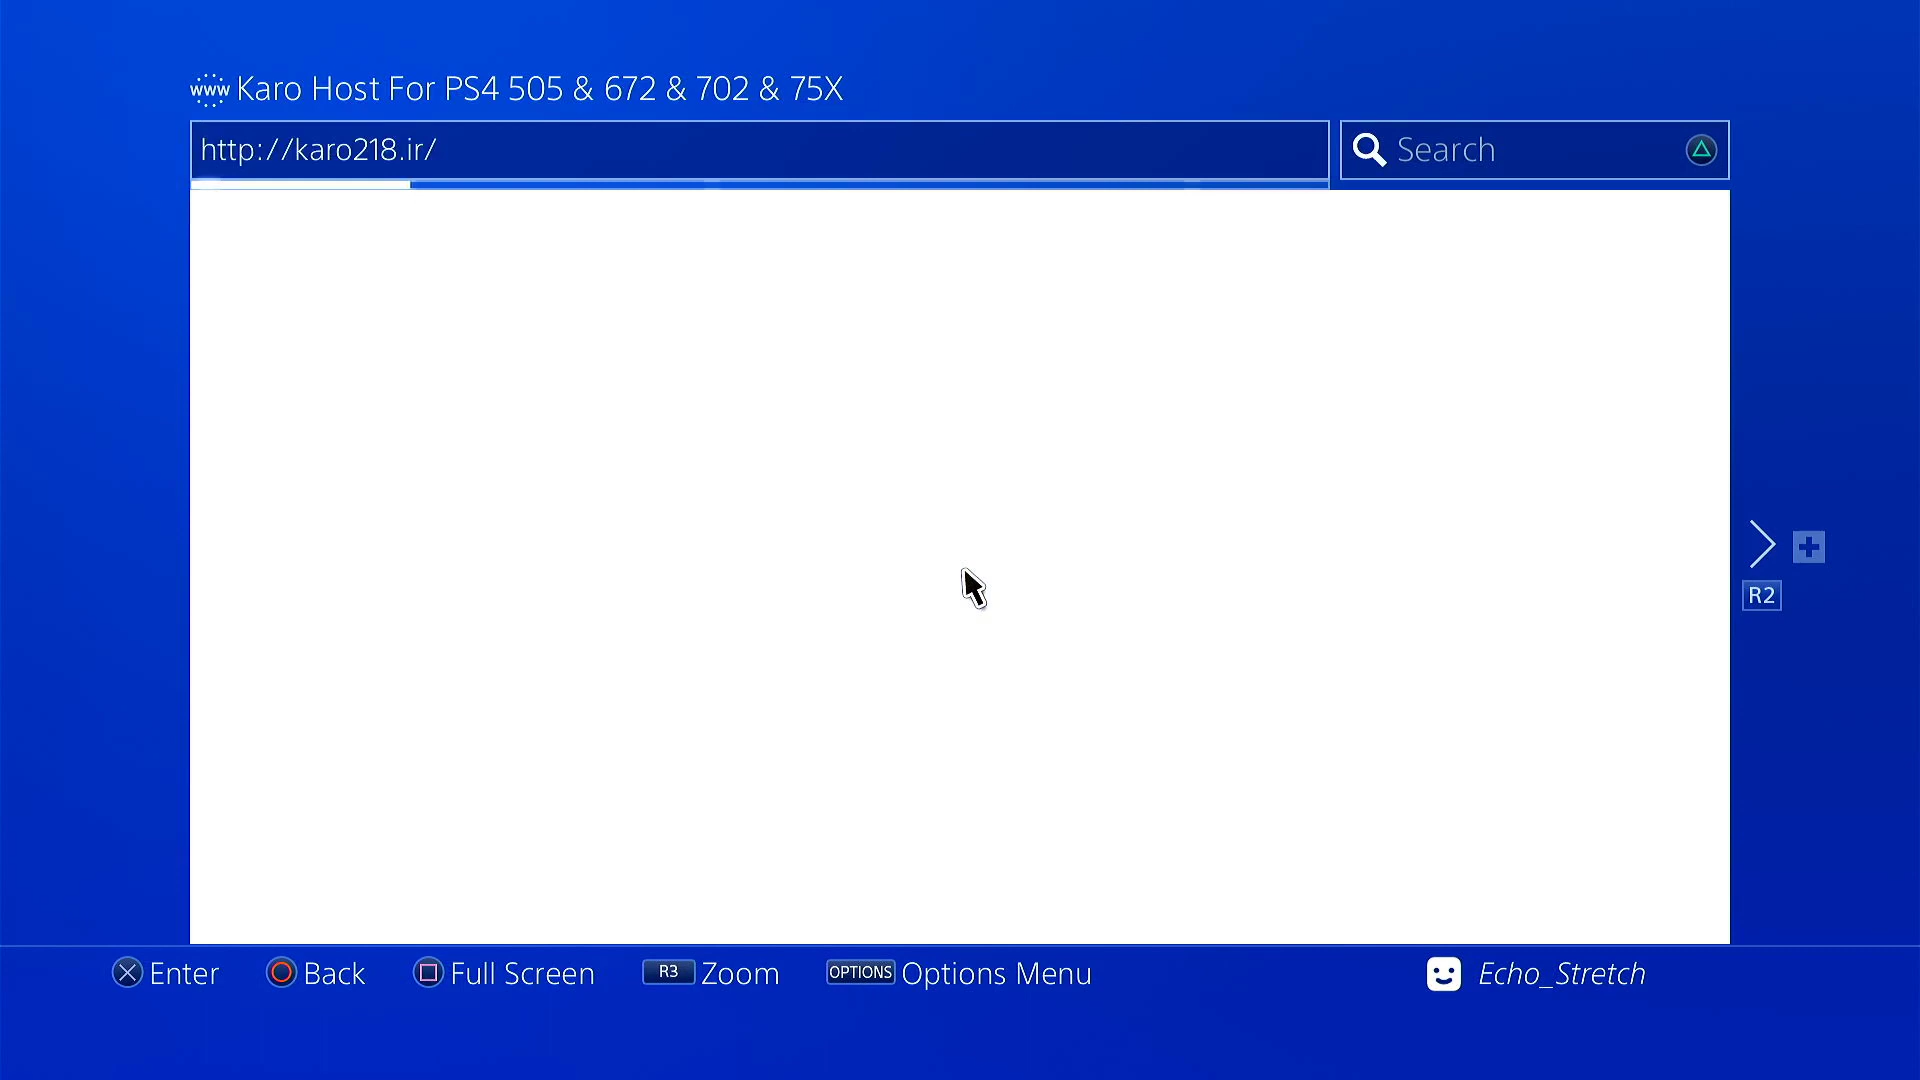 www Karo Host For PS4 505 & 672 & 702 & 75X
http://karo218.ir/
Search
R2
Enter Back Full Screen R3 Zoom OPTIONS Options Menu Echo_Stretch